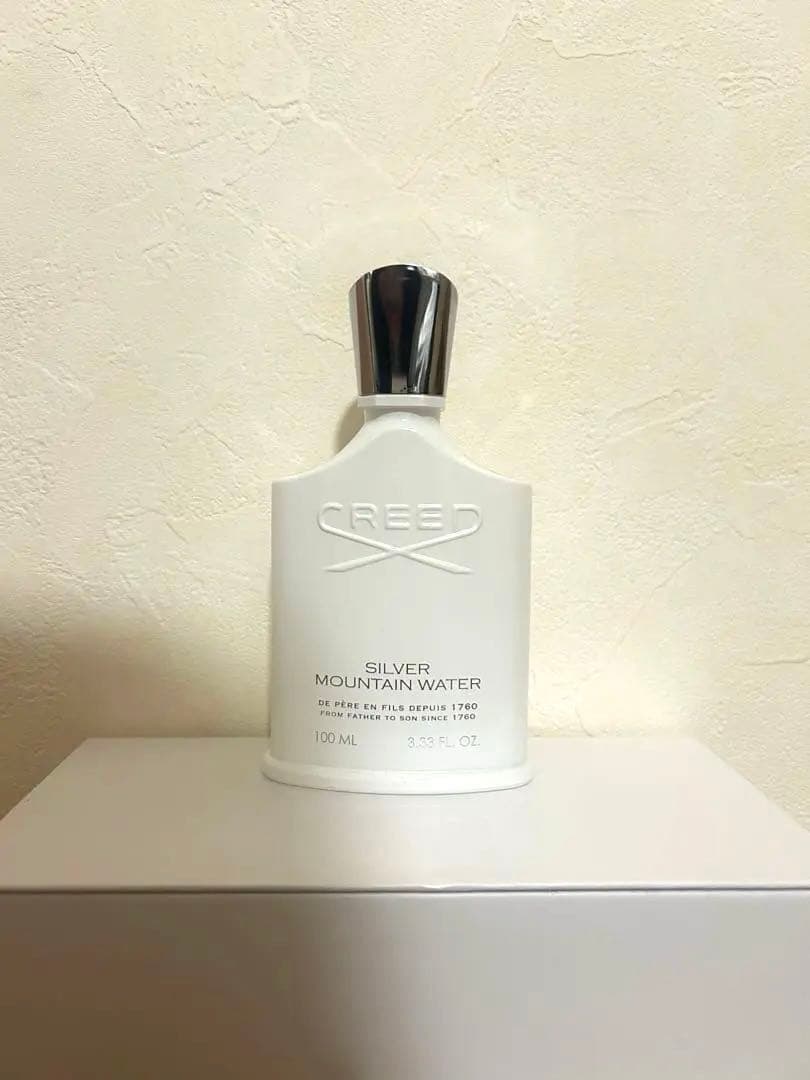 CREED
SILVER
MOUNTAIN WATER
DE PÈRE EN FILS DEPUIS 1760
FROM FATHER TO SON SINCE 1760
100 ML 3.33 FL. OZ.